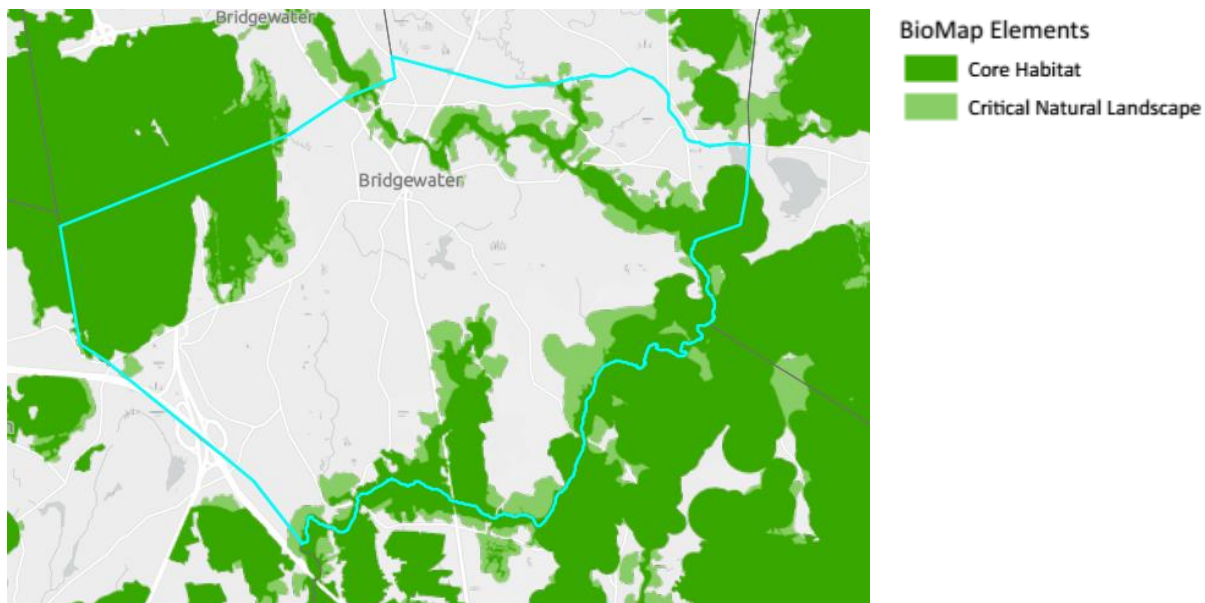 Bridgewater
Bridgewater
BioMap Elements
Core Habitat
Critical Natural Landscape